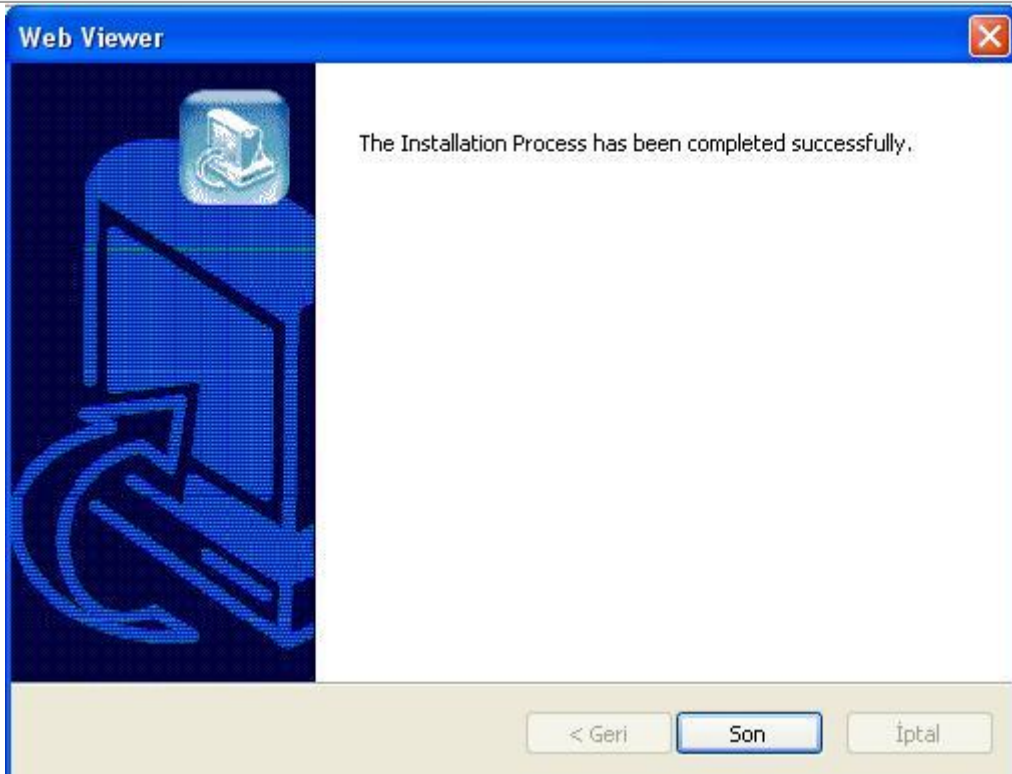 Web Viewer
The Installation Process has been completed successfully.
< Geri
Son
İptal